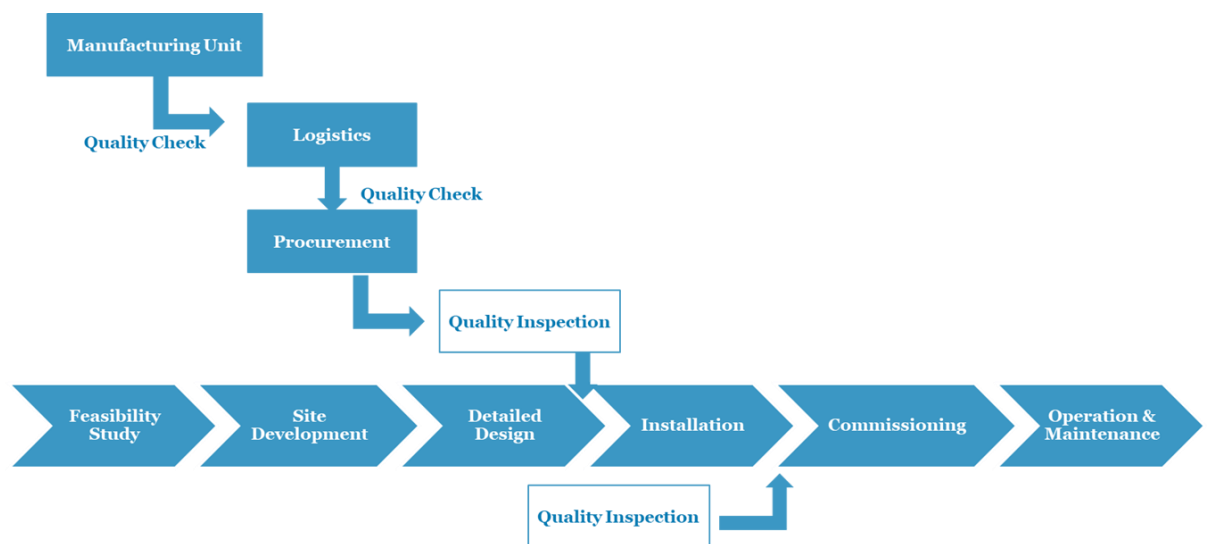 Manufacturing Unit
Quality Check
Logistics
Quality Check
Procurement
Quality Inspection
Feasibility
Study
Site
Development
Detailed
Design
Installation
Commissioning
Operation &
Maintenance
Quality Inspection